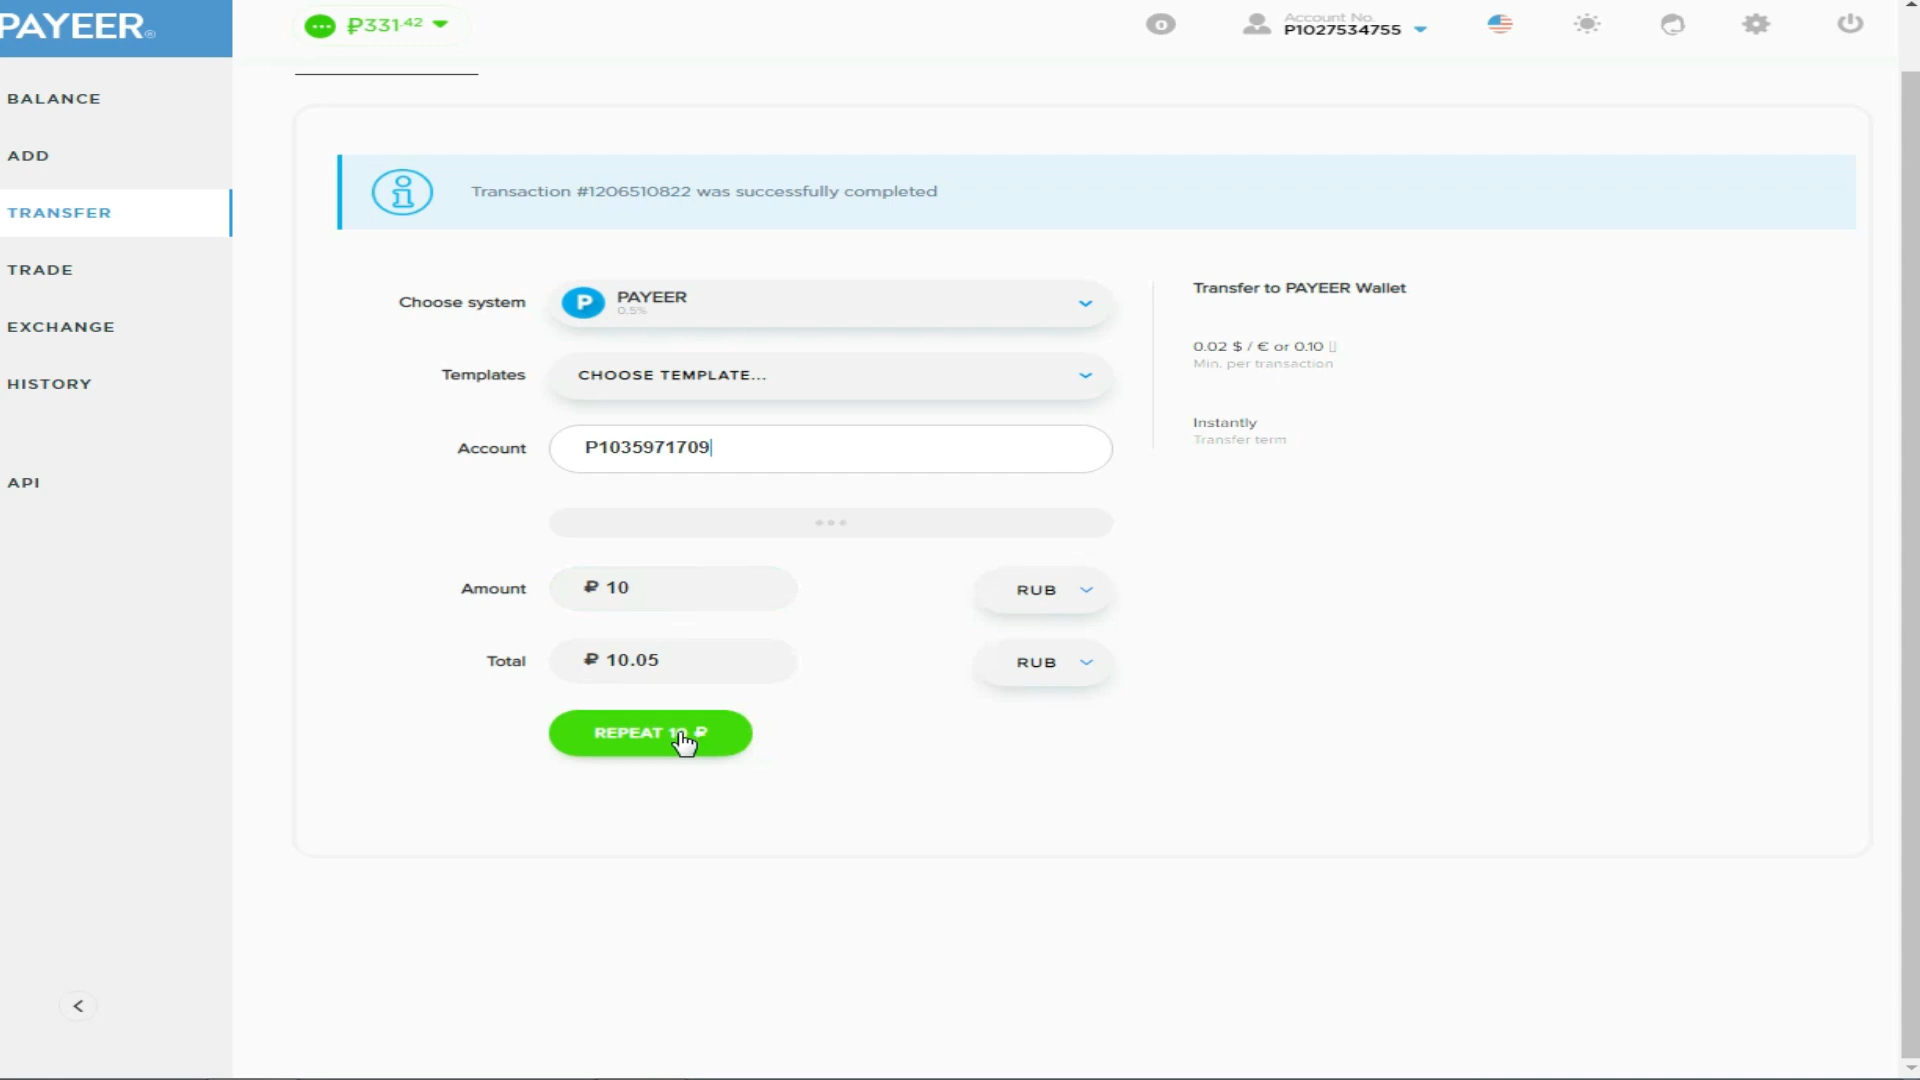 PAYEER®
₽331.42
Account No.
P1027534755
BALANCE
ADD
TRANSFER
TRADE
EXCHANGE
HISTORY
API
Transaction #1206510822 was successfully completed
Choose system
PAYEER
0.5%
Templates
CHOOSE TEMPLATE...
Account
P1035971709
Amount
₽ 10
RUB
Total
₽ 10.05
RUB
REPEAT 10 ₽
Transfer to PAYEER Wallet
0.02 $ / € or 0.10
Min. per transaction
Instantly
Transfer term